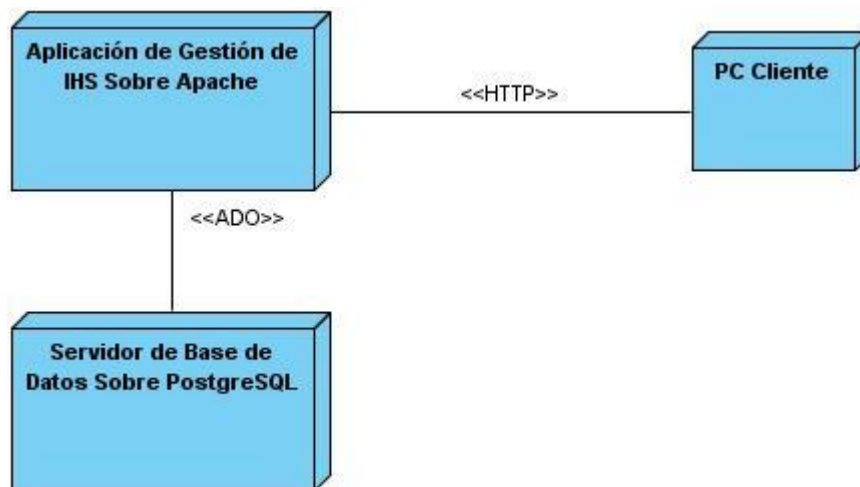 Aplicación de Gestión de
IHS Sobre Apache
<<HTTP>>
PC Cliente
<<ADO>>
Servidor de Base de
Datos Sobre PostgreSQL